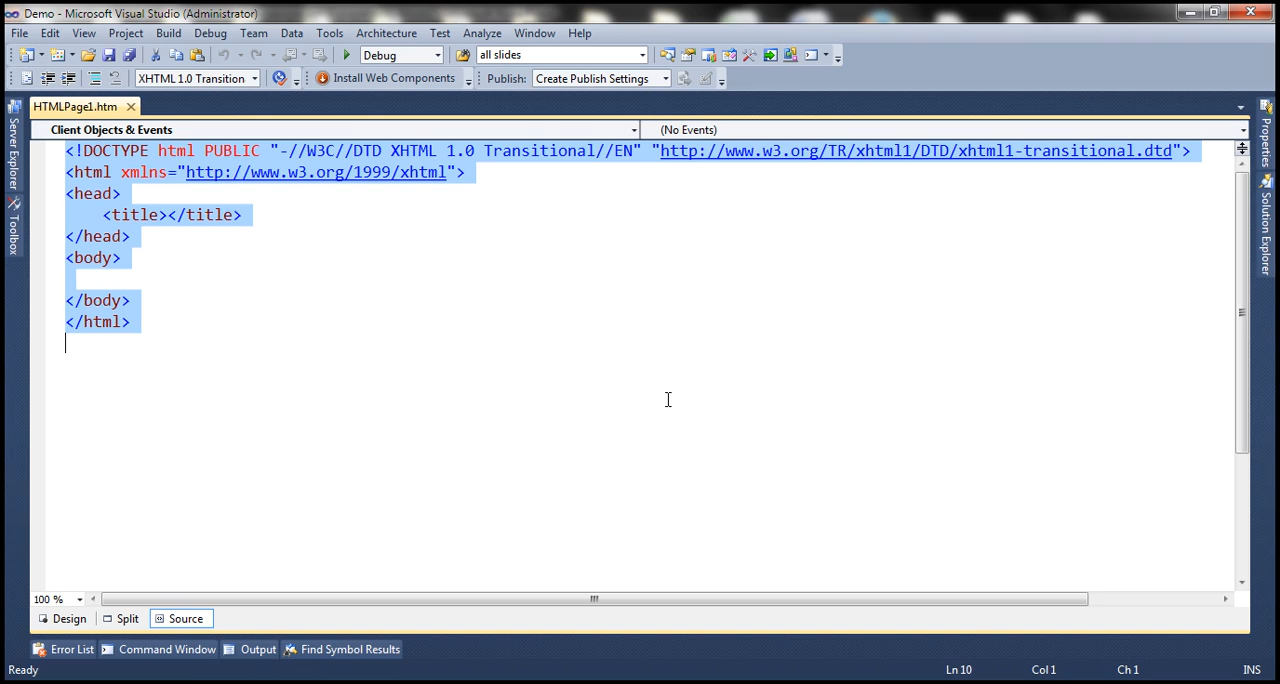 Demo - Microsoft Visual Studio (Administrator)
File Edit View Project Build Debug Team Data Tools Architecture Test Analyze Window Help
Debug all slides
XHTML 1.0 Transition Install Web Components Publish: Create Publish Settings
HTMLPage1.htm
Client Objects & Events (No Events)
<!DOCTYPE html PUBLIC "-//W3C//DTD XHTML 1.0 Transitional//EN" "http://www.w3.org/TR/xhtml1/DTD/xhtml1-transitional.dtd">
<html xmlns="http://www.w3.org/1999/xhtml">
<head>
<title></title>
</head>
<body>
</body>
</html>
Server Explorer
Toolbox
Properties
Solution Explorer
100 %
Design Split Source
Error List Command Window Output Find Symbol Results
Ready Ln 10 Col 1 Ch 1 INS